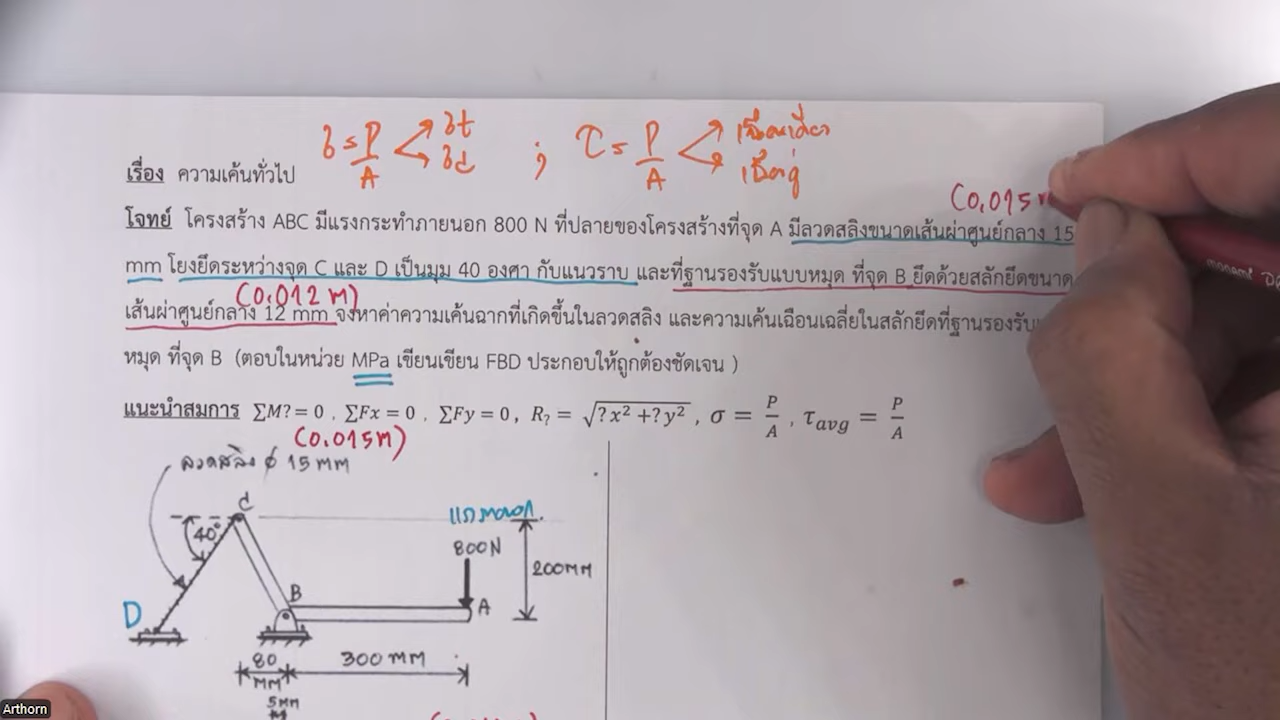 σ = P/A σt σc ; τ = P/A เฉือนเดี่ยว เฉือนคู่
เรื่อง ความเค้นทั่วไป
(0.015
โจทย์ โครงสร้าง ABC มีแรงกระทำภายนอก 800 N ที่ปลายของโครงสร้างที่จุด A มีลวดสลิงขนาดเส้นผ่าศูนย์กลาง 15
mm โยงยึดระหว่างจุด C และ D เป็นมุม 40 องศา กับแนวราบ และที่ฐานรองรับแบบหมุด ที่จุด B ยึดด้วยสลักยึดขนาด
(0.012 m)
เส้นผ่าศูนย์กลาง 12 mm จงหาค่าความเค้นฉากที่เกิดขึ้นในลวดสลิง และความเค้นเฉือนเฉลี่ยในสลักยึดที่ฐานรองรับ
หมุด ที่จุด B (ตอบในหน่วย MPa เขียนเขียน FBD ประกอบให้ถูกต้องชัดเจน )
แนะนำสมการ ΣM? = 0 , ΣFx = 0 , ΣFy = 0 , R? = √?x² +?y² , σ = P/A , τavg = P/A
(0.015m)
ลวดสลิง ϕ 15 MM
C
40°
800N
200MM
B
A
D
80 MM
300 MM
5MM
Arthorn